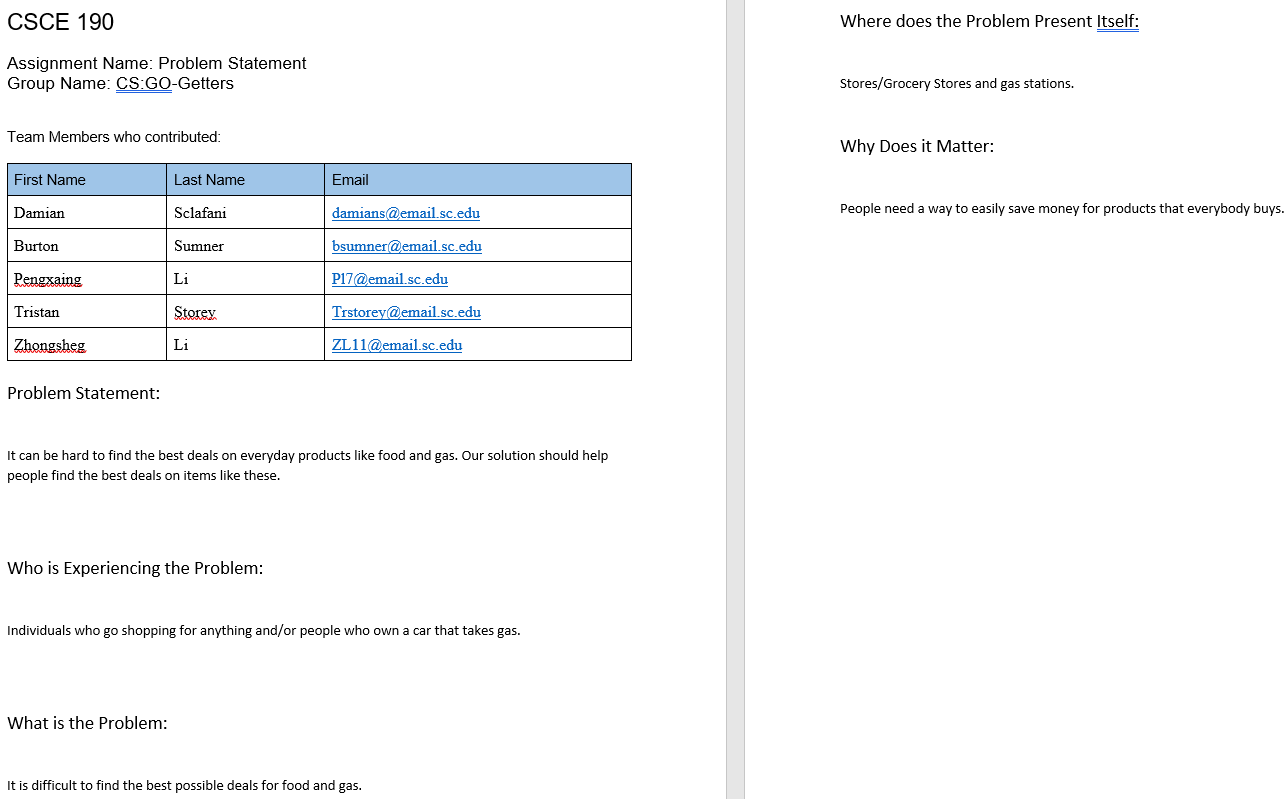 CSCE 190
Assignment Name: Problem Statement
Group Name: CS:GO-Getters
Team Members who contributed:
First Name Last Name Email
Damian Sclafani damians@email.sc.edu
Burton Sumner bsumner@email.sc.edu
Pengxaing Li Pl7@email.sc.edu
Tristan Storey Trstorey@email.sc.edu
Zhongsheg Li ZL11@email.sc.edu
Problem Statement:
It can be hard to find the best deals on everyday products like food and gas. Our solution should help
people find the best deals on items like these.
Who is Experiencing the Problem:
Individuals who go shopping for anything and/or people who own a car that takes gas.
What is the Problem:
It is difficult to find the best possible deals for food and gas.
Where does the Problem Present Itself:
Stores/Grocery Stores and gas stations.
Why Does it Matter:
People need a way to easily save money for products that everybody buys.